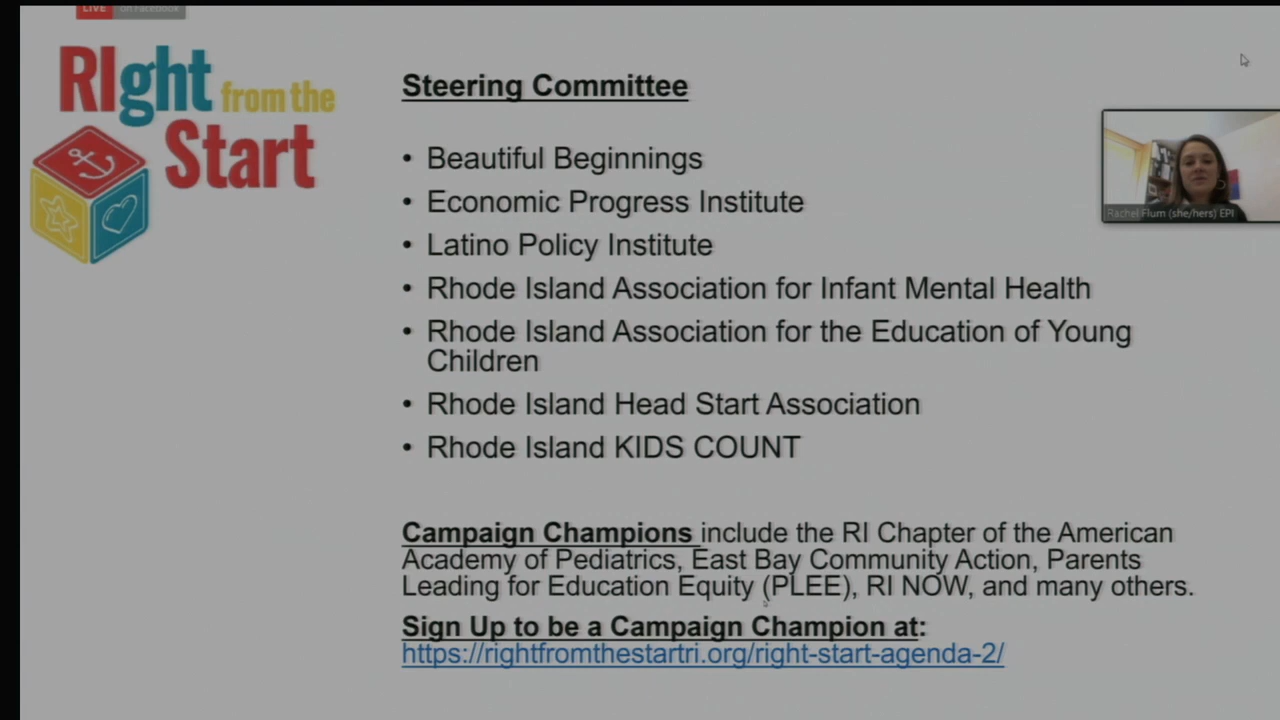 LIVE on Facebook
RIght from the
Start
Steering Committee
• Beautiful Beginnings
• Economic Progress Institute
• Latino Policy Institute
• Rhode Island Association for Infant Mental Health
• Rhode Island Association for the Education of Young
Children
• Rhode Island Head Start Association
• Rhode Island KIDS COUNT
Rachel Flum (she/hers) EPI
Campaign Champions include the RI Chapter of the American
Academy of Pediatrics, East Bay Community Action, Parents
Leading for Education Equity (PLEE), RI NOW, and many others.
Sign Up to be a Campaign Champion at:
https://rightfromthestartri.org/right-start-agenda-2/